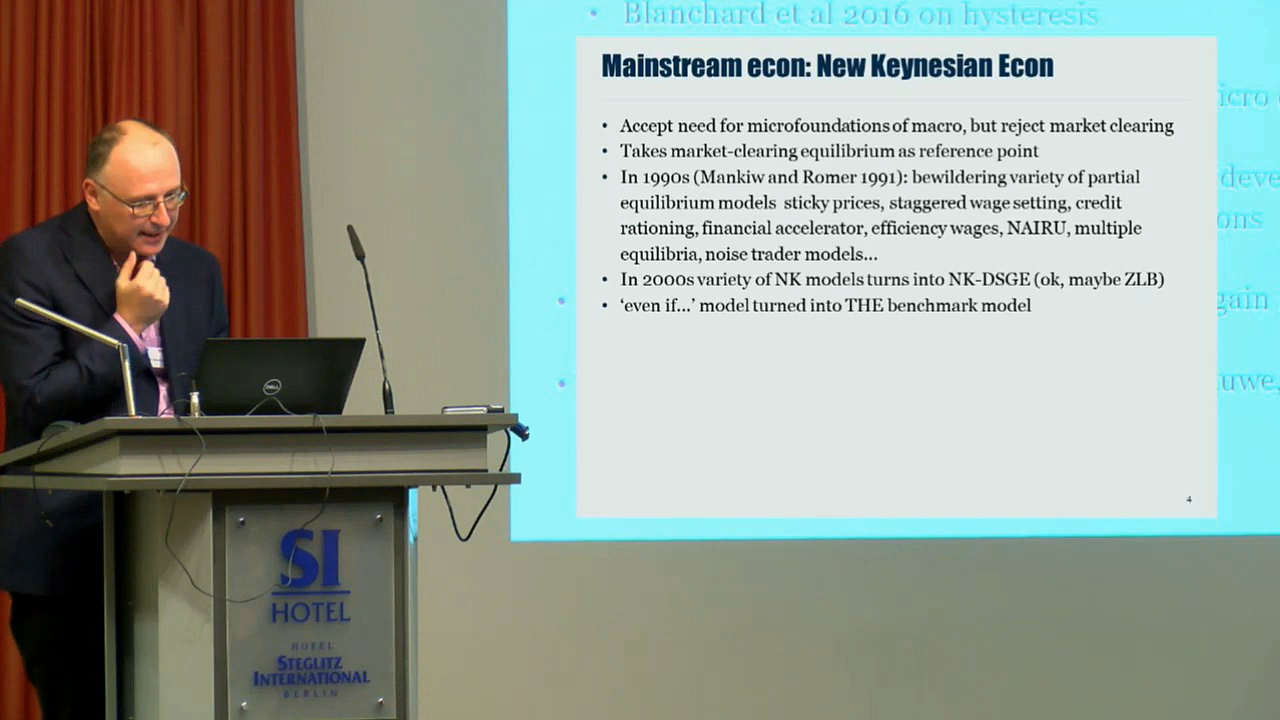 Blanchard et al 2016 on hysteresis
Mainstream econ: New Keynesian Econ
• Accept need for microfoundations of macro, but reject market clearing
• Takes market-clearing equilibrium as reference point
• In 1990s (Mankiw and Romer 1991): bewildering variety of partial
equilibrium models sticky prices, staggered wage setting, credit
rationing, financial accelerator, efficiency wages, NAIRU, multiple
equilibria, noise trader models…
• In 2000s variety of NK models turns into NK-DSGE (ok, maybe ZLB)
• ‘even if…’ model turned into THE benchmark model
4
DELL
SI
HOTEL
HOTEL
STEGLITZ
INTERNATIONAL
BERLIN